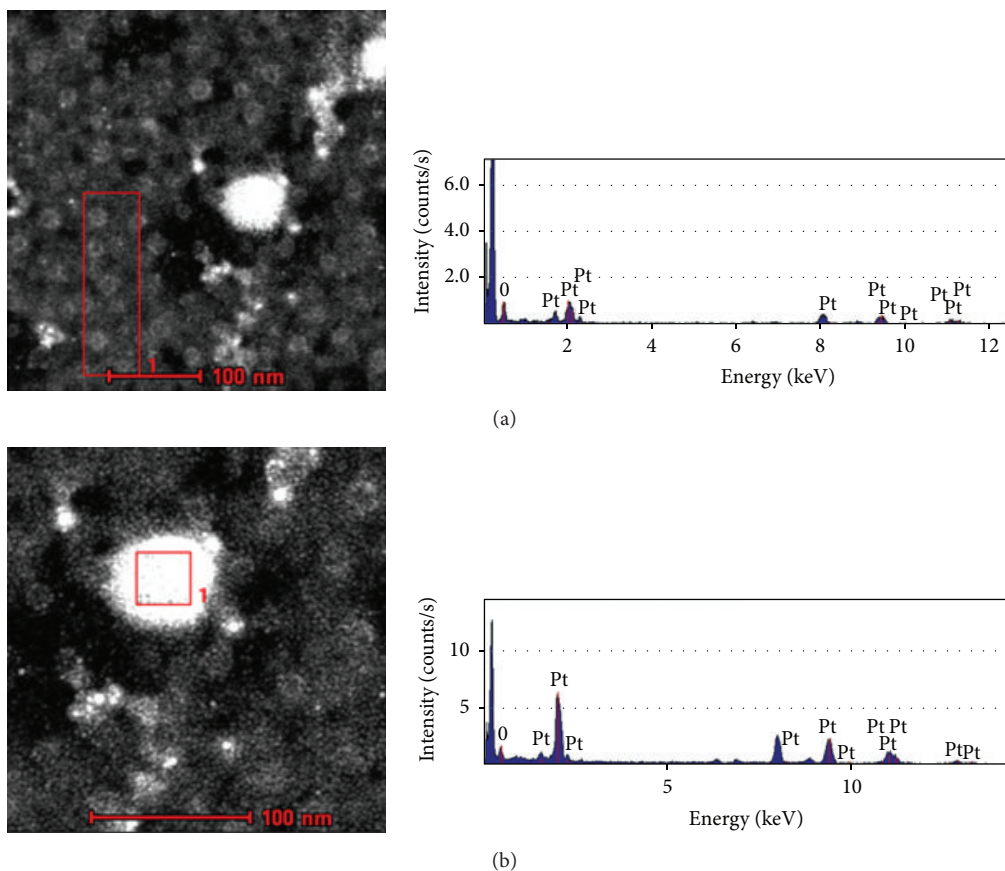 1
100 nm
Intensity (counts/s)
6.0
4.0
2.0
0
Pt
Pt Pt
Pt
Pt
Pt
Pt
Pt
Pt
Pt
Pt
2 4 6 8 10 12
Energy (keV)
(a)
1
100 nm
Intensity (counts/s)
10
5
0
Pt
Pt
Pt
Pt
Pt
Pt
Pt Pt
Pt
Pt Pt
5 10
Energy (keV)
(b)